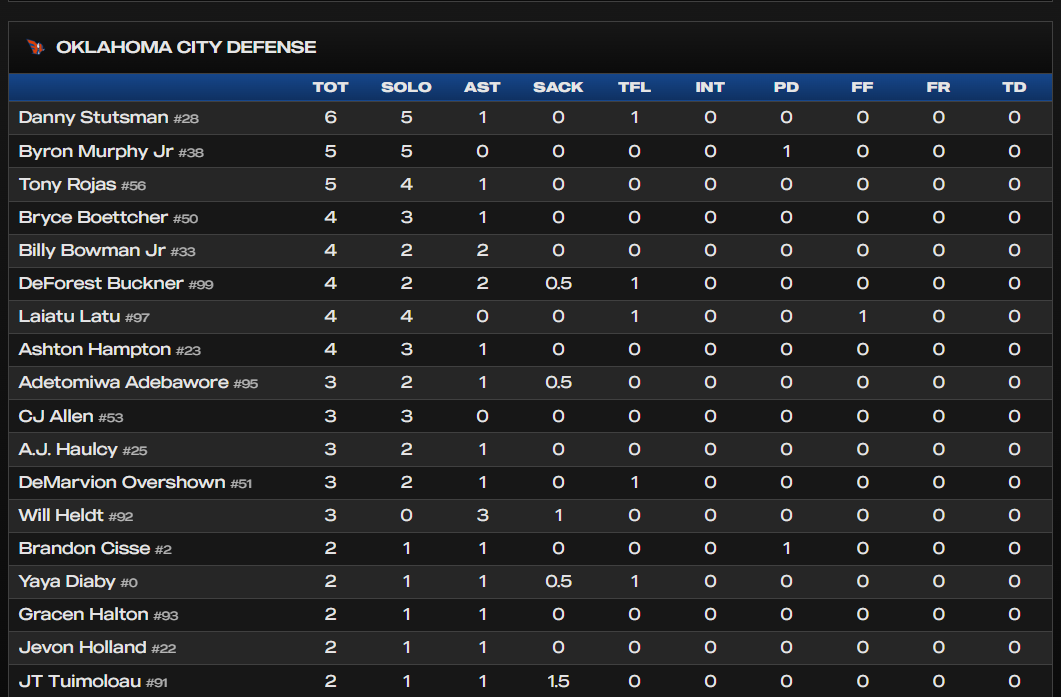 OKLAHOMA CITY DEFENSE
TOT SOLO AST SACK TFL INT PD FF FR TD
Danny Stutsman #28 6 5 1 0 1 0 0 0 0 0
Byron Murphy Jr #38 5 5 0 0 0 0 1 0 0 0
Tony Rojas #56 5 4 1 0 0 0 0 0 0 0
Bryce Boettcher #50 4 3 1 0 0 0 0 0 0 0
Billy Bowman Jr #33 4 2 2 0 0 0 0 0 0 0
DeForest Buckner #99 4 2 2 0.5 1 0 0 0 0 0
Laiatu Latu #97 4 4 0 0 1 0 0 1 0 0
Ashton Hampton #23 4 3 1 0 0 0 0 0 0 0
Adetomiwa Adebawore #95 3 2 1 0.5 0 0 0 0 0 0
CJ Allen #53 3 3 0 0 0 0 0 0 0 0
A.J. Haulcy #25 3 2 1 0 0 0 0 0 0 0
DeMarvion Overshown #51 3 2 1 0 1 0 0 0 0 0
Will Heldt #92 3 0 3 1 0 0 0 0 0 0
Brandon Cisse #2 2 1 1 0 0 0 1 0 0 0
Yaya Diaby #0 2 1 1 0.5 1 0 0 0 0 0
Gracen Halton #93 2 1 1 0 0 0 0 0 0 0
Jevon Holland #22 2 1 1 0 0 0 0 0 0 0
JT Tuimoloau #91 2 1 1 1.5 0 0 0 0 0 0